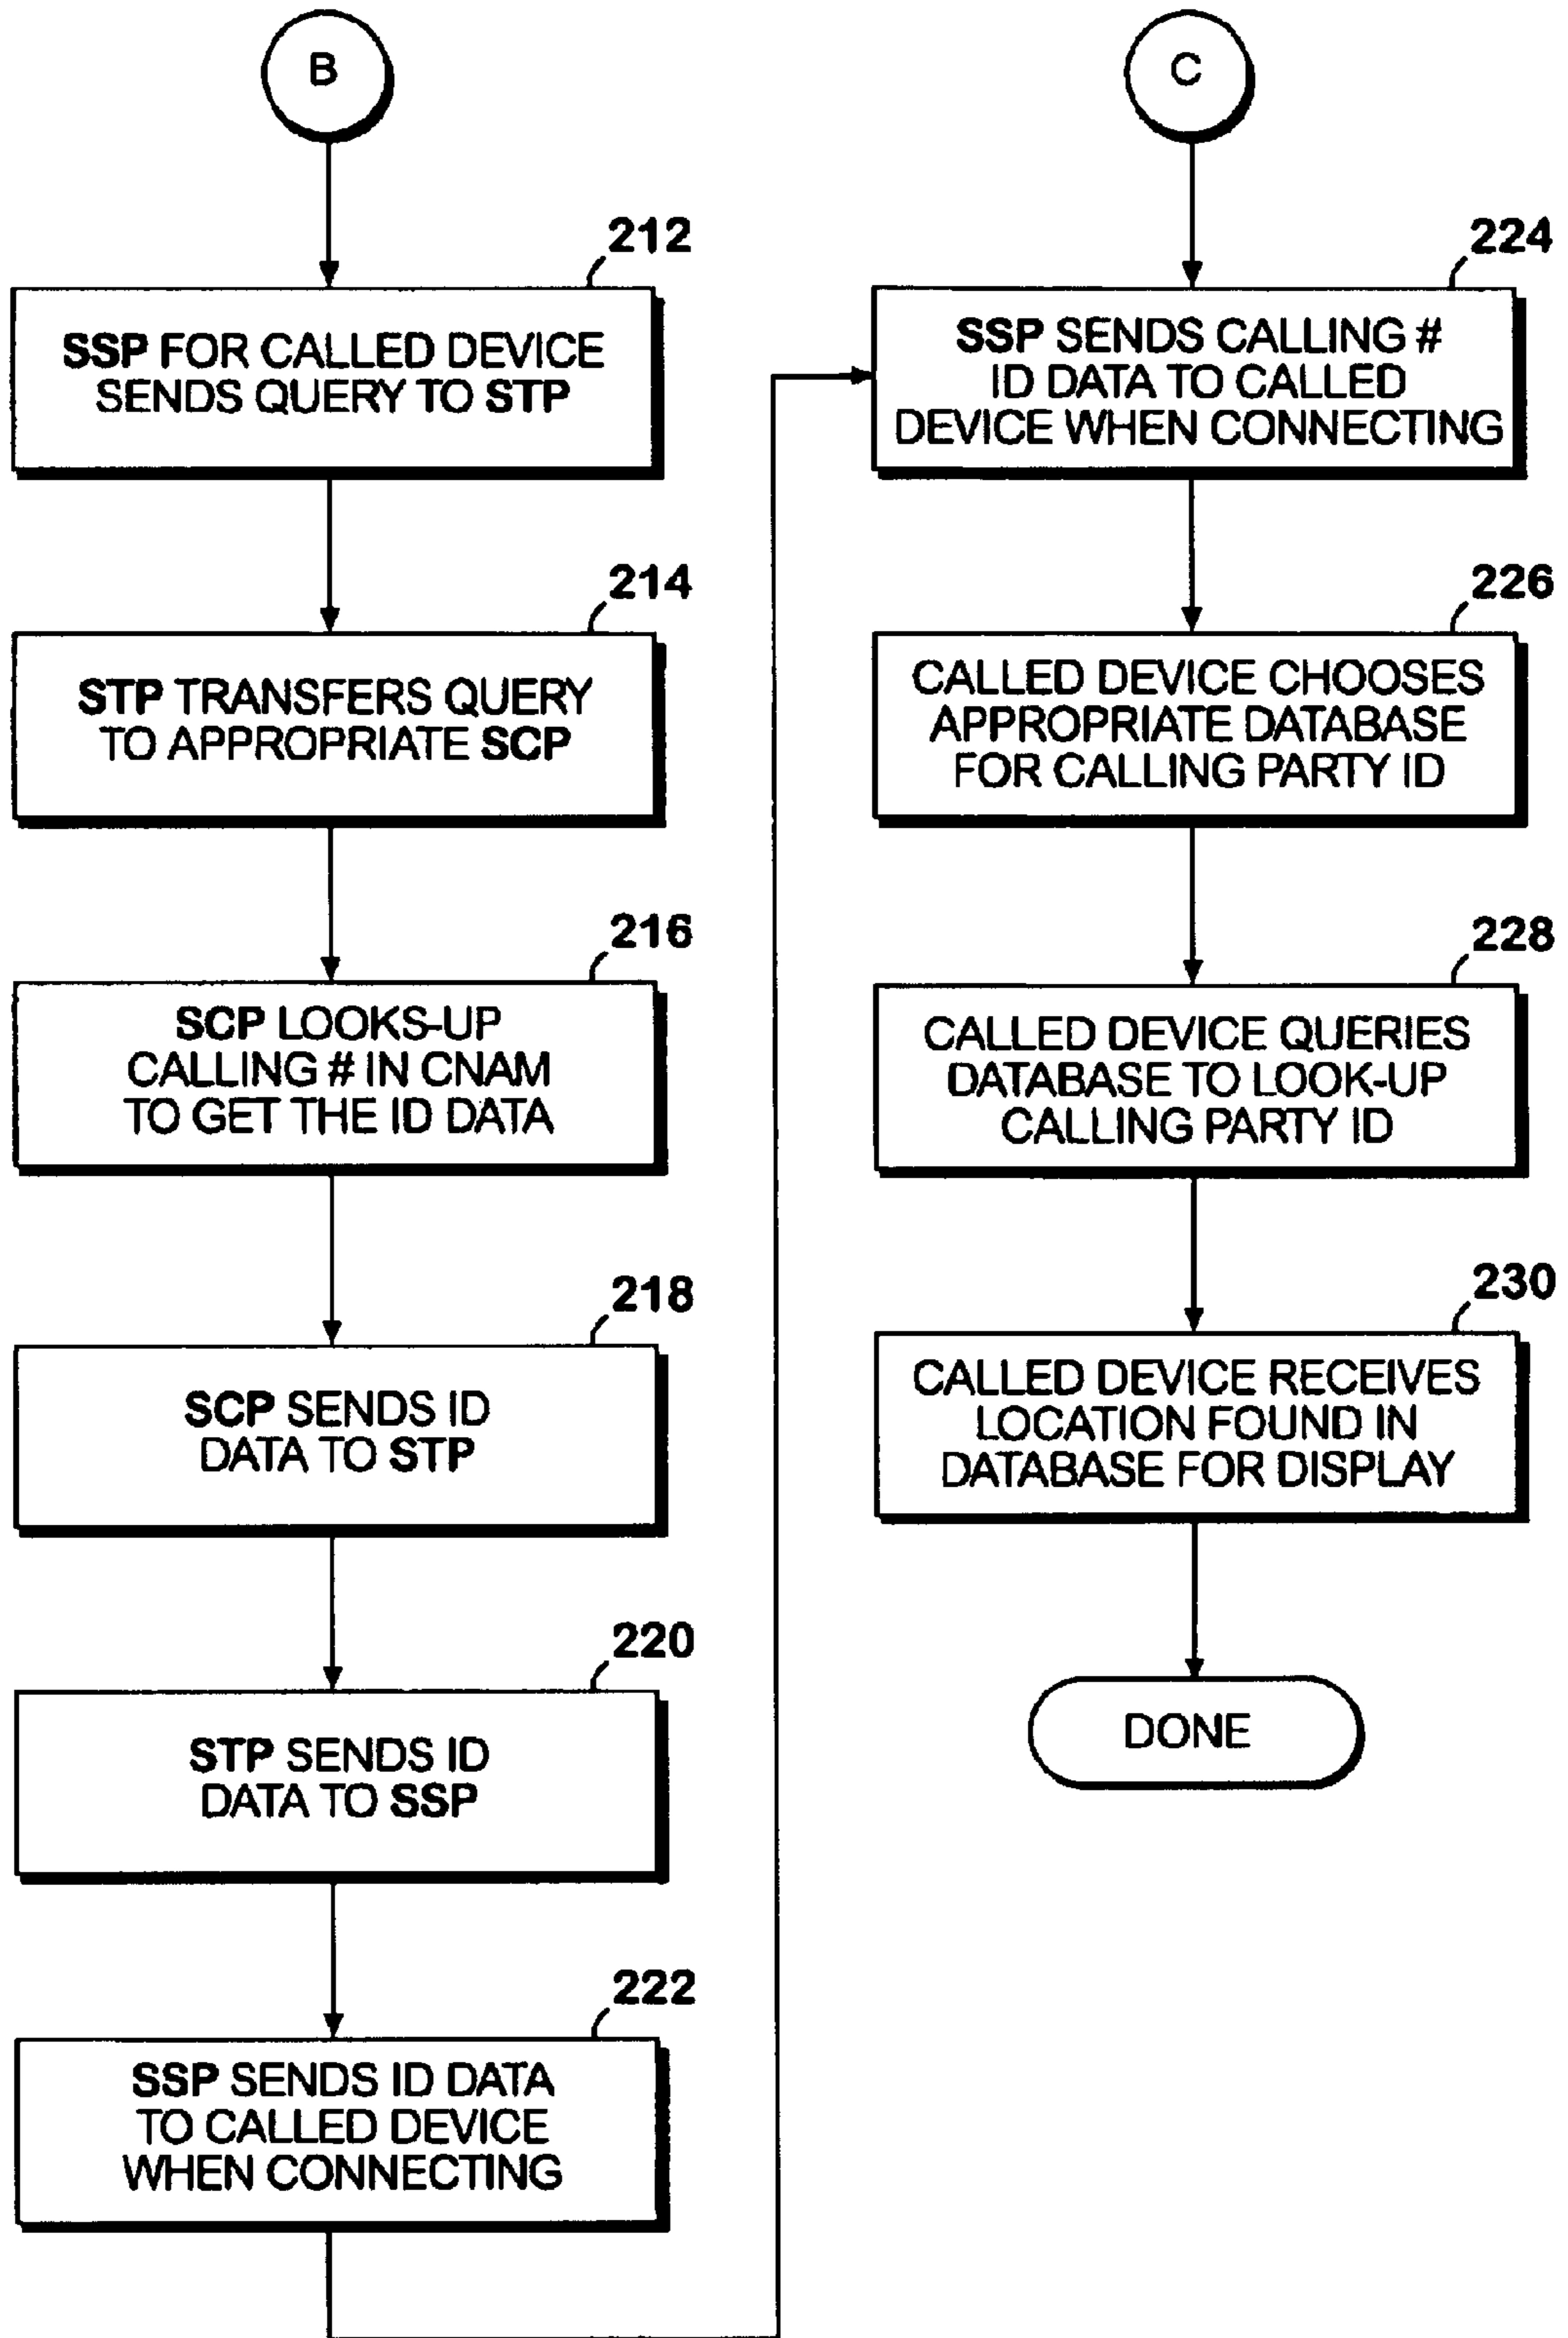 B
212
SSP FOR CALLED DEVICE
SENDS QUERY TO STP
214
STP TRANSFERS QUERY
TO APPROPRIATE SCP
216
SCP LOOKS-UP
CALLING # IN CNAM
TO GET THE ID DATA
218
SCP SENDS ID
DATA TO STP
220
STP SENDS ID
DATA TO SSP
222
SSP SENDS ID DATA
TO CALLED DEVICE
WHEN CONNECTING
C
224
SSP SENDS CALLING #
ID DATA TO CALLED
DEVICE WHEN CONNECTING
226
CALLED DEVICE CHOOSES
APPROPRIATE DATABASE
FOR CALLING PARTY ID
228
CALLED DEVICE QUERIES
DATABASE TO LOOK-UP
CALLING PARTY ID
230
CALLED DEVICE RECEIVES
LOCATION FOUND IN
DATABASE FOR DISPLAY
DONE